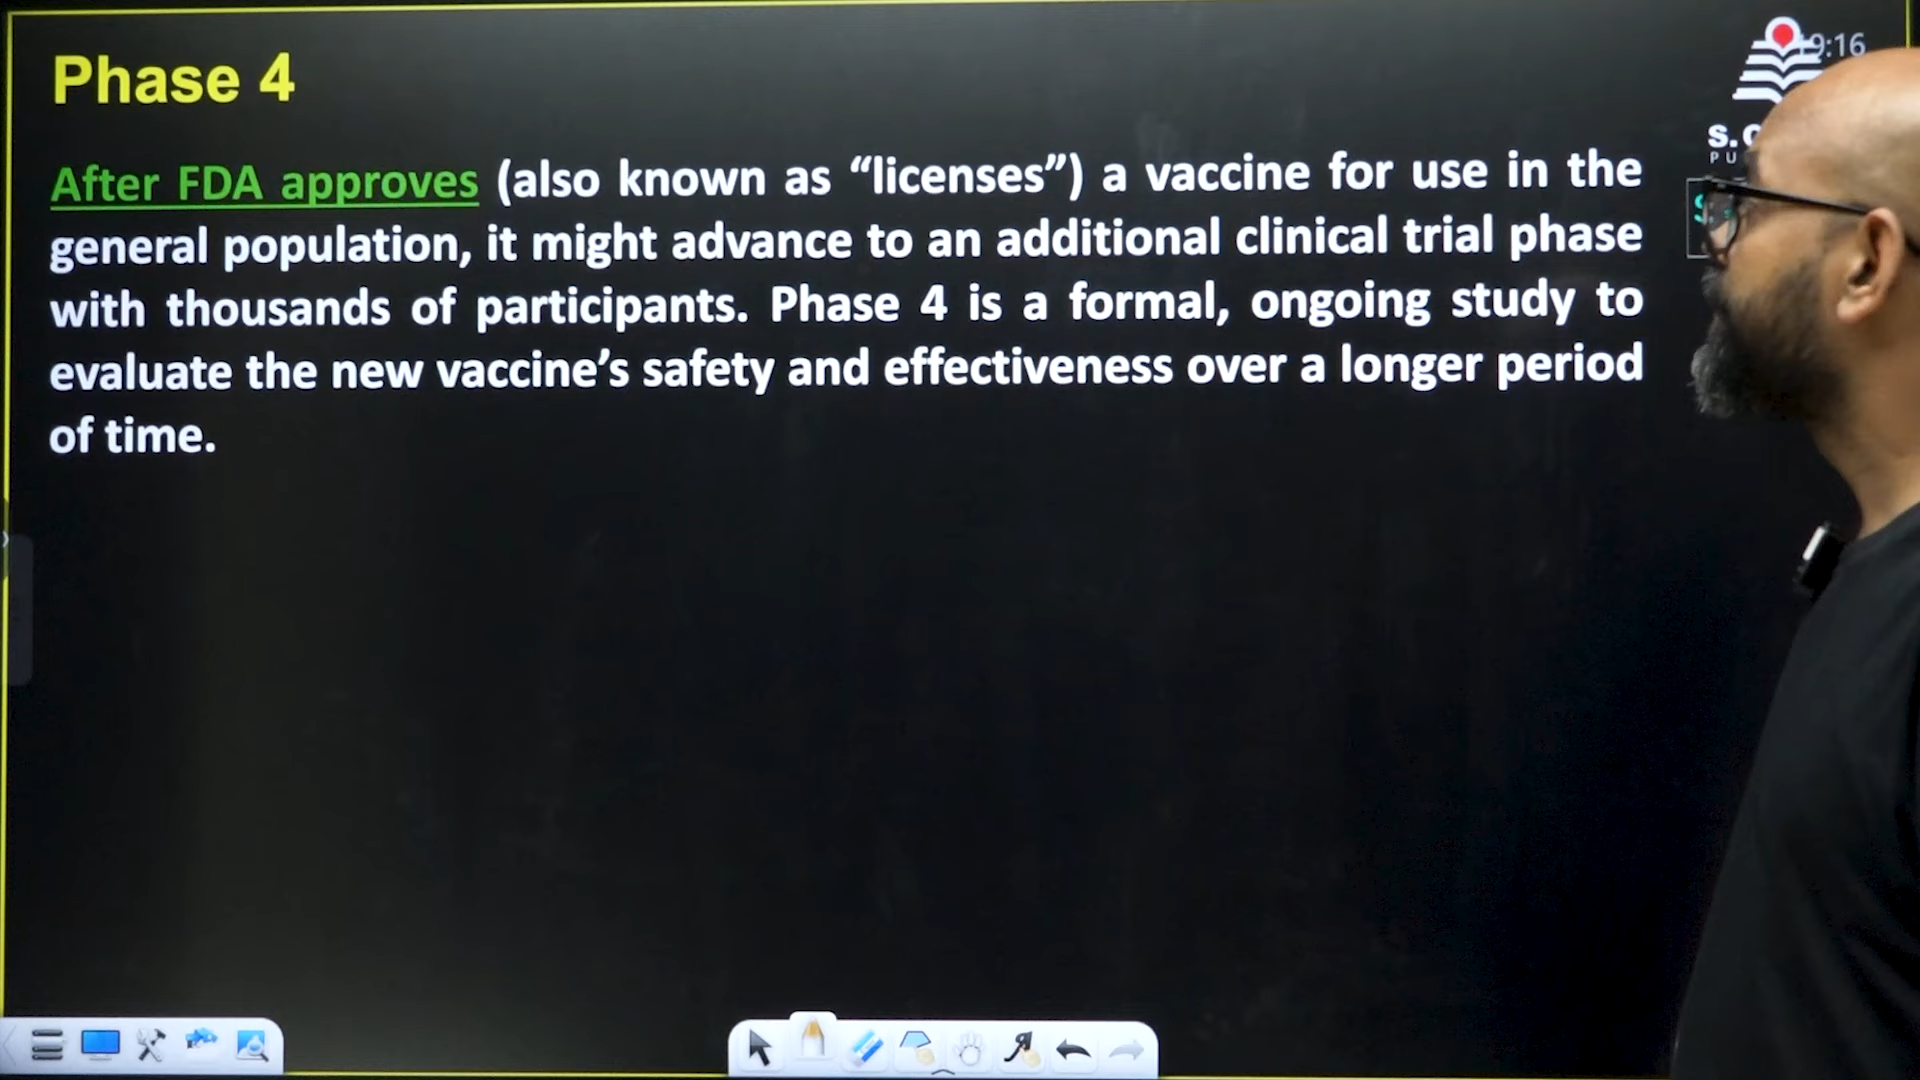 Phase 4
9:16
After FDA approves (also known as “licenses”) a vaccine for use in the
general population, it might advance to an additional clinical trial phase
with thousands of participants. Phase 4 is a formal, ongoing study to
evaluate the new vaccine’s safety and effectiveness over a longer period
of time.